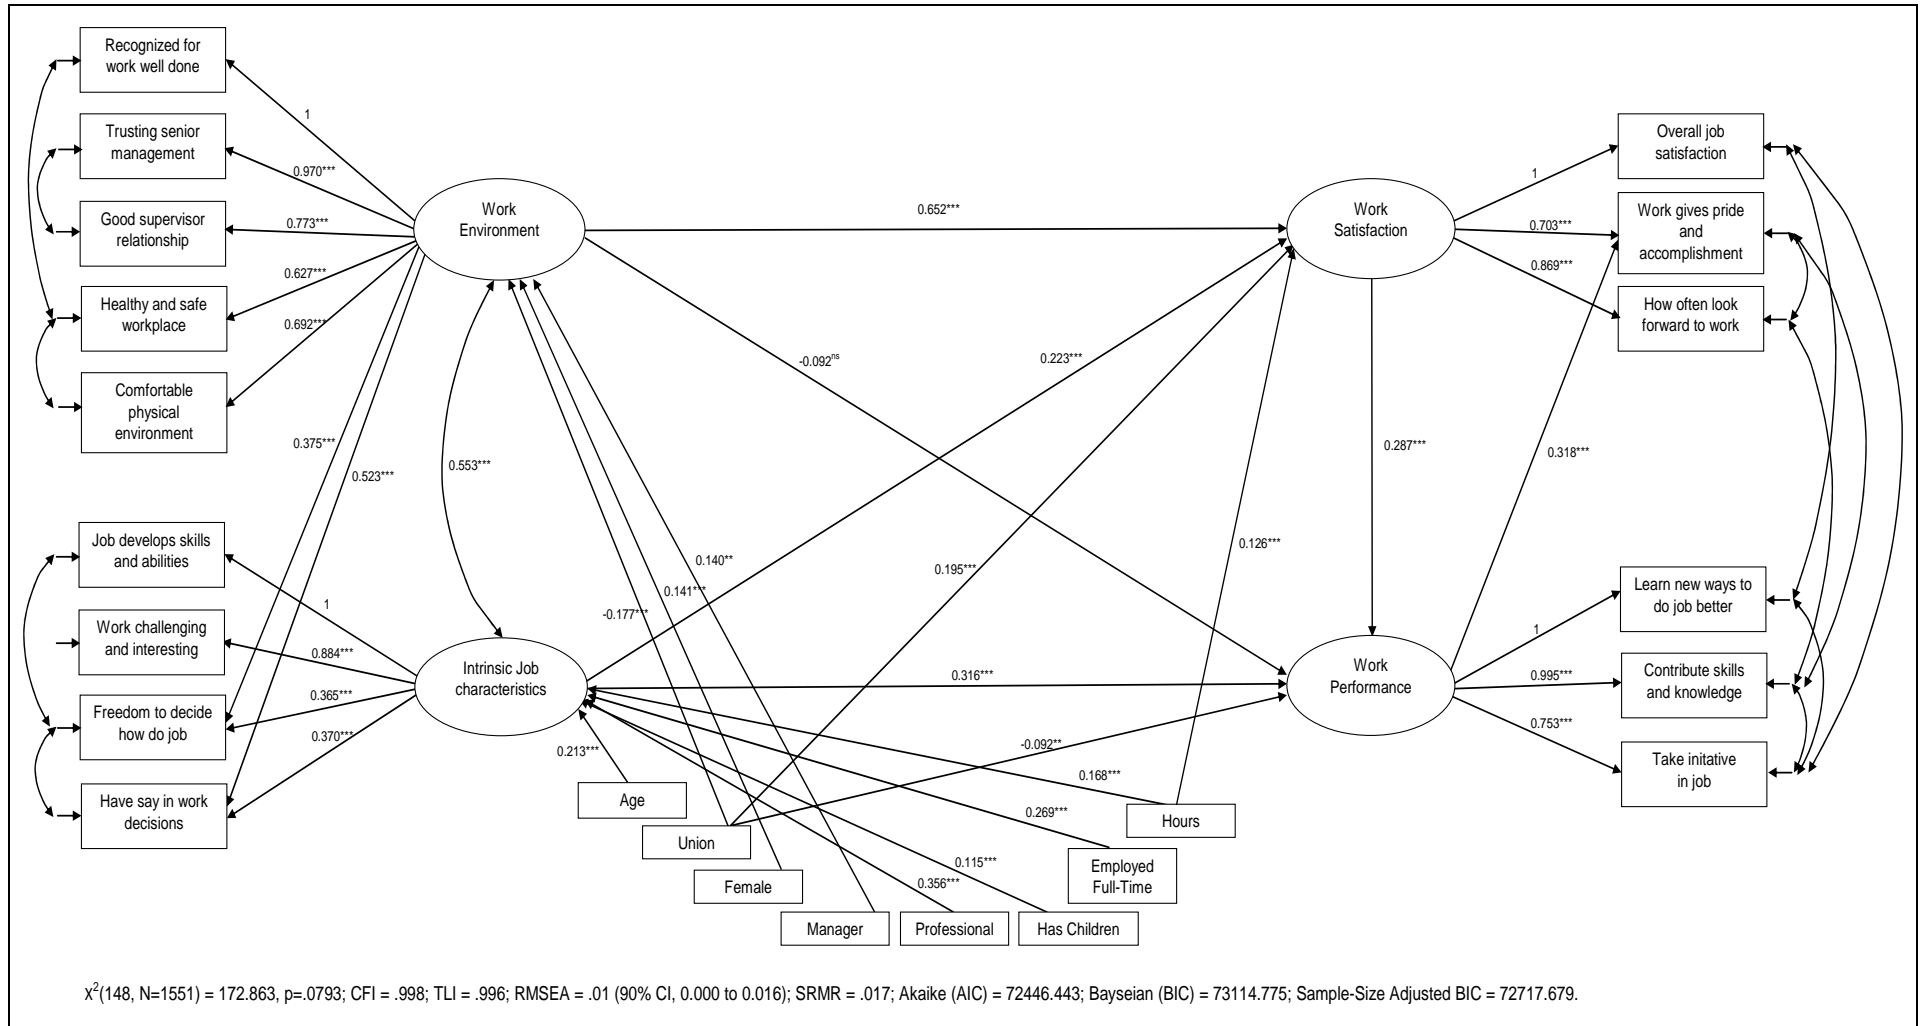 Recognized for
work well done
Trusting senior
management
Good supervisor
relationship
Healthy and safe
workplace
Comfortable
physical
environment
Job develops skills
and abilities
Work challenging
and interesting
Freedom to decide
how do job
Have say in work
decisions
1
0.970***
0.773***
0.627***
0.692***
0.375***
0.523***
1
0.884***
0.365***
0.370***
Work
Environment
Intrinsic Job
characteristics
0.553***
0.652***
-0.092ns
0.223***
0.195***
0.126***
0.140**
0.141***
-0.177***
0.316***
-0.092**
0.213***
0.168***
0.269***
0.115***
0.356***
Age
Union
Female
Manager
Professional
Has Children
Employed
Full-Time
Hours
Work
Satisfaction
0.287***
Work
Performance
1
0.703***
0.869***
0.318***
1
0.995***
0.753***
Overall job
satisfaction
Work gives pride
and
accomplishment
How often look
forward to work
Learn new ways to
do job better
Contribute skills
and knowledge
Take initative
in job
χ2(148, N=1551) = 172.863, p=.0793; CFI = .998; TLI = .996; RMSEA = .01 (90% CI, 0.000 to 0.016); SRMR = .017; Akaike (AIC) = 72446.443; Bayseian (BIC) = 73114.775; Sample-Size Adjusted BIC = 72717.679.